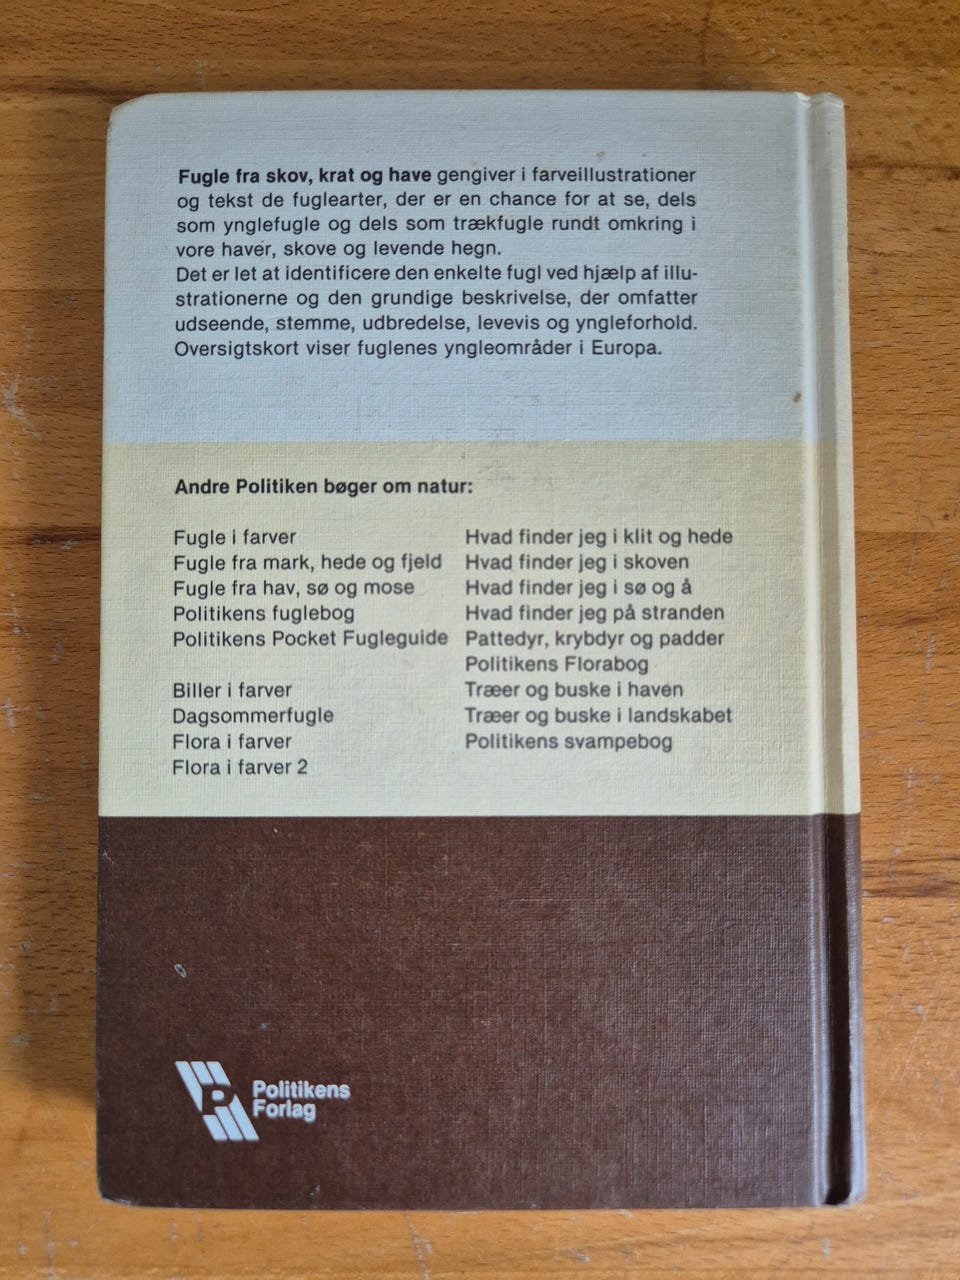 Fugle fra skov, krat og have gengiver i farveillustrationer
og tekst de fuglearter, der er en chance for at se, dels
som ynglefugle og dels som trækfugle rundt omkring i
vore haver, skove og levende hegn.
Det er let at identificere den enkelte fugl ved hjælp af illu-
strationerne og den grundige beskrivelse, der omfatter
udseende, stemme, udbredelse, levevis og yngleforhold.
Oversigtskort viser fuglenes yngleområder i Europa.
Andre Politiken bøger om natur:
Fugle i farver
Fugle fra mark, hede og fjeld
Fugle fra hav, sø og mose
Politikens fuglebog
Politikens Pocket Fugleguide
Biller i farver
Dagsommerfugle
Flora i farver
Flora i farver 2
Hvad finder jeg i klit og hede
Hvad finder jeg i skoven
Hvad finder jeg i sø og å
Hvad finder jeg på stranden
Pattedyr, krybdyr og padder
Politikens Florabog
Træer og buske i haven
Træer og buske i landskabet
Politikens svampebog
P
Politikens
Forlag